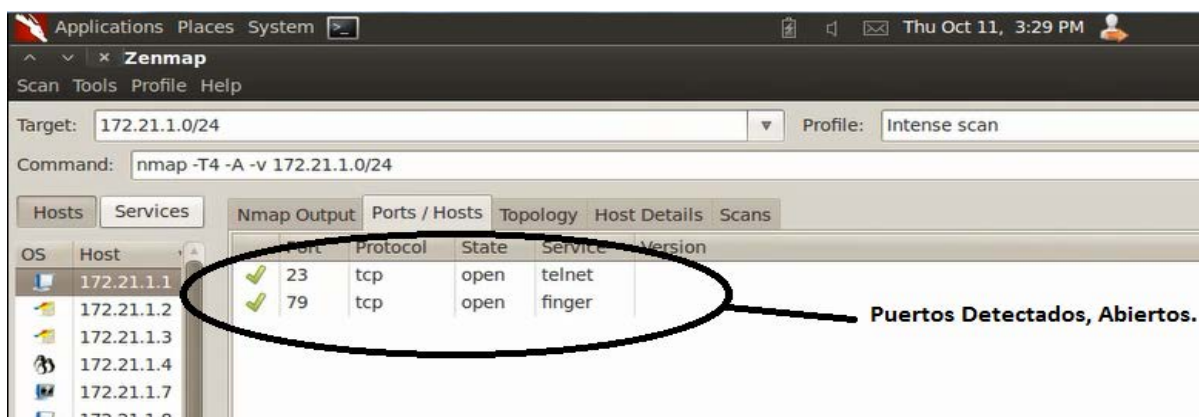 Applications Places System Thu Oct 11, 3:29 PM
Zenmap
Scan Tools Profile Help
Target: 172.21.1.0/24 Profile: Intense scan
Command: nmap -T4 -A -v 172.21.1.0/24
Hosts Services Nmap Output Ports / Hosts Topology Host Details Scans
OS Host Port Protocol State Service Version
172.21.1.1 23 tcp open telnet
172.21.1.2 79 tcp open finger
Puertos Detectados, Abiertos.
172.21.1.3
172.21.1.4
172.21.1.7